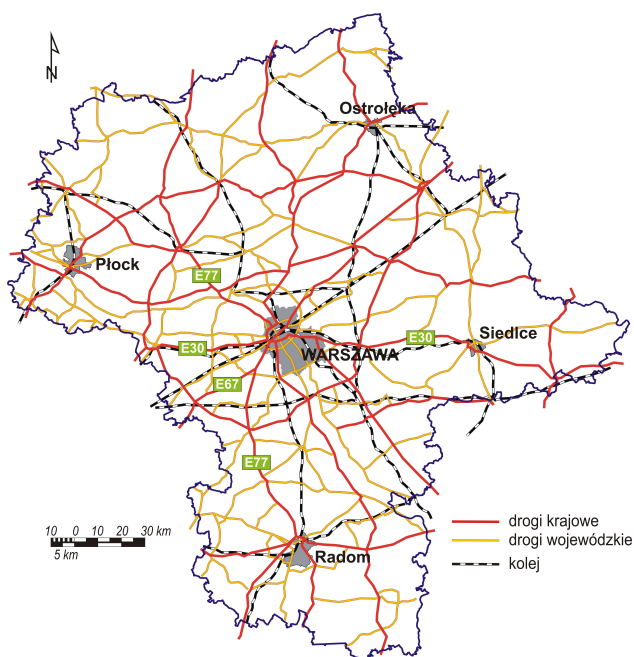 N
Ostrołęka
Płock
E77
E30
E30
Siedlce
WARSZAWA
E67
E77
10 0 10 20 30 km
5 km
Radom
drogi krajowe
drogi wojewódzkie
kolej